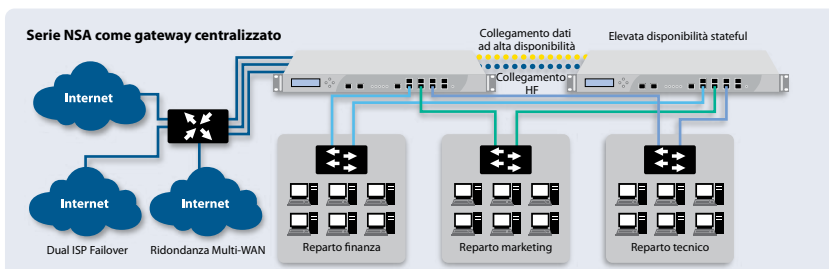 Serie NSA come gateway centralizzato
Collegamento dati
ad alta disponibilità
Elevata disponibilità stateful
Collegamento
HF
Internet
Internet
Internet
Dual ISP Failover
Ridondanza Multi-WAN
Reparto finanza
Reparto marketing
Reparto tecnico